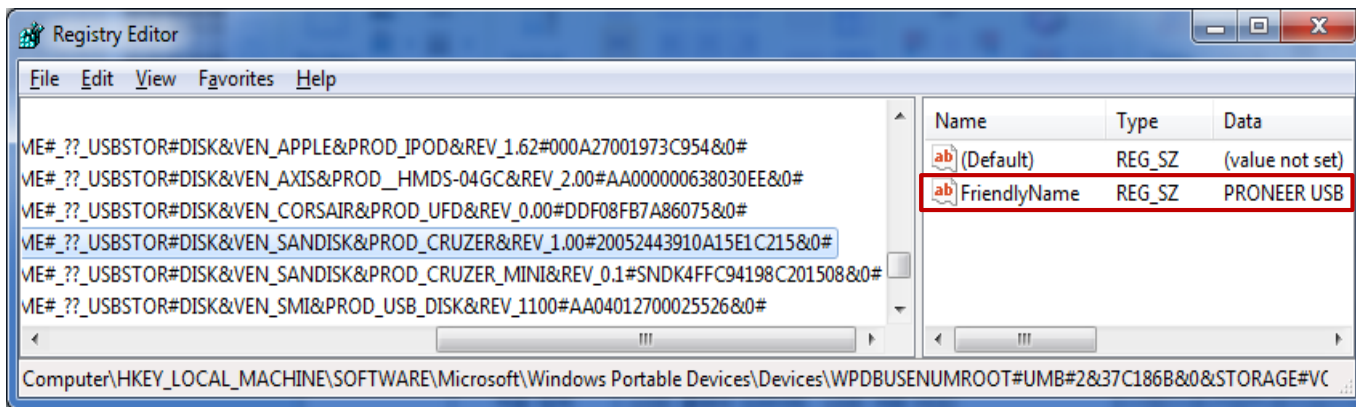 Registry Editor
File Edit View Favorites Help
ME#_??_USBSTOR#DISK&VEN_APPLE&PROD_IPOD&REV_1.62#000A27001973C954&0#
ME#_??_USBSTOR#DISK&VEN_AXIS&PROD__HMDS-04GC&REV_2.00#AA000000638030EE&0#
ME#_??_USBSTOR#DISK&VEN_CORSAIR&PROD_UFD&REV_0.00#DDF08FB7A86075&0#
ME#_??_USBSTOR#DISK&VEN_SANDISK&PROD_CRUZER&REV_1.00#20052443910A15E1C215&0#
ME#_??_USBSTOR#DISK&VEN_SANDISK&PROD_CRUZER_MINI&REV_0.1#SNDK4FFC94198C201508&0#
ME#_??_USBSTOR#DISK&VEN_SMI&PROD_USB_DISK&REV_1100#AA04012700025526&0#
Name Type Data
ab (Default) REG_SZ (value not set)
ab FriendlyName REG_SZ PRONEER USB
Computer\HKEY_LOCAL_MACHINE\SOFTWARE\Microsoft\Windows Portable Devices\Devices\WPDBUSENUMROOT#UMB#2&37C186B&0&STORAGE#VO